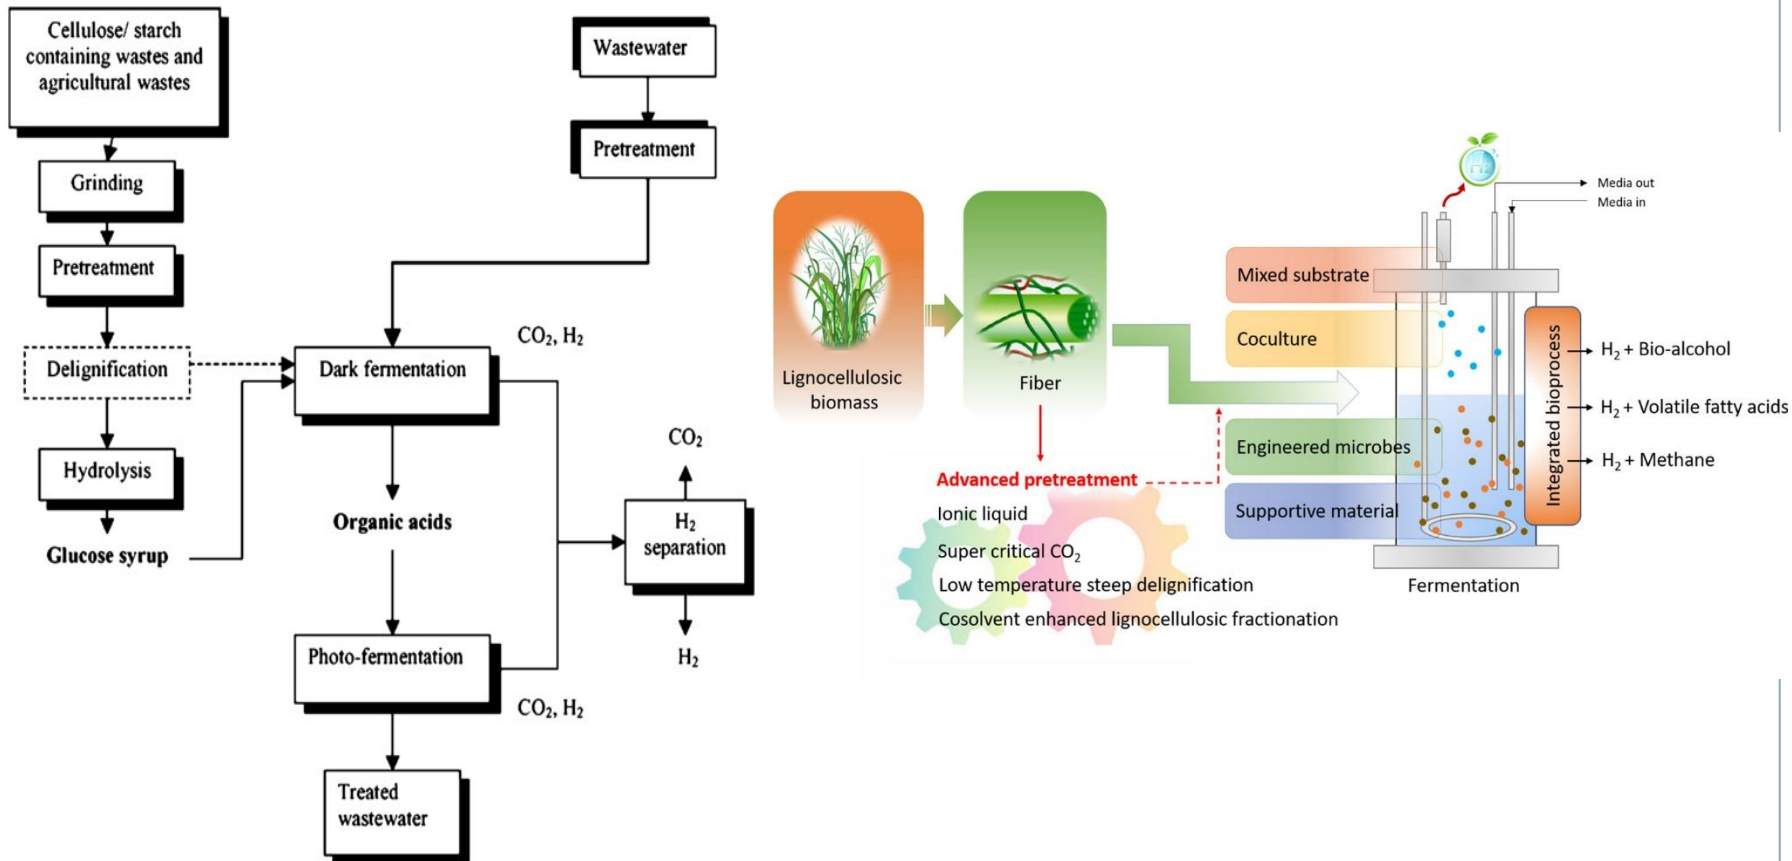 Cellulose/ starch
containing wastes and
agricultural wastes
Grinding
Pretreatment
Delignification
Hydrolysis
Glucose syrup
Wastewater
Pretreatment
CO₂, H₂
Dark fermentation
Organic acids
Photo-fermentation
CO₂, H₂
Treated
wastewater
CO₂
H₂
separation
H₂
Lignocellulosic
biomass
Fiber
Advanced pretreatment
Ionic liquid
Super critical CO₂
Low temperature steep delignification
Cosolvent enhanced lignocellulosic fractionation
H₂
Media out
Media in
Mixed substrate
Coculture
Engineered microbes
Supportive material
Fermentation
Integrated bioprocess
H₂ + Bio-alcohol
H₂ + Volatile fatty acids
H₂ + Methane